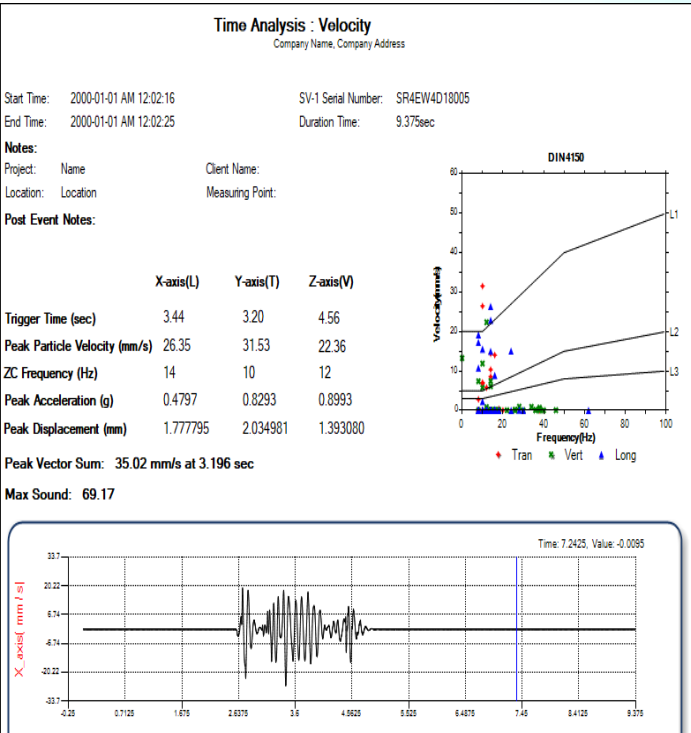 Time Analysis : Velocity
Company Name, Company Address
Start Time: 2000-01-01 AM 12:02:16 SV-1 Serial Number: SR4EW4D18005
End Time: 2000-01-01 AM 12:02:25 Duration Time: 9.375sec
Notes:
Project: Name Client Name:
Location: Location Measuring Point:
Post Event Notes:
X-axis(L) Y-axis(T) Z-axis(V)
Trigger Time (sec) 3.44 3.20 4.56
Peak Particle Velocity (mm/s) 26.35 31.53 22.36
ZC Frequency (Hz) 14 10 12
Peak Acceleration (g) 0.4797 0.8293 0.8993
Peak Displacement (mm) 1.777795 2.034981 1.393080
Peak Vector Sum: 35.02 mm/s at 3.196 sec
Max Sound: 69.17
DIN4150
60
50
40
30
20
10
0
Velocity(mm/s)
L1
L2
L3
0 20 40 60 80 100
Frequency(Hz)
Tran Vert Long
Time: 7.2425, Value: -0.0095
X_axis( mm / s)
33.7
20.22
6.74
-6.74
-20.22
-33.7
-0.25 0.7125 1.675 2.6375 3.6 4.5625 5.525 6.4875 7.45 8.4125 9.375